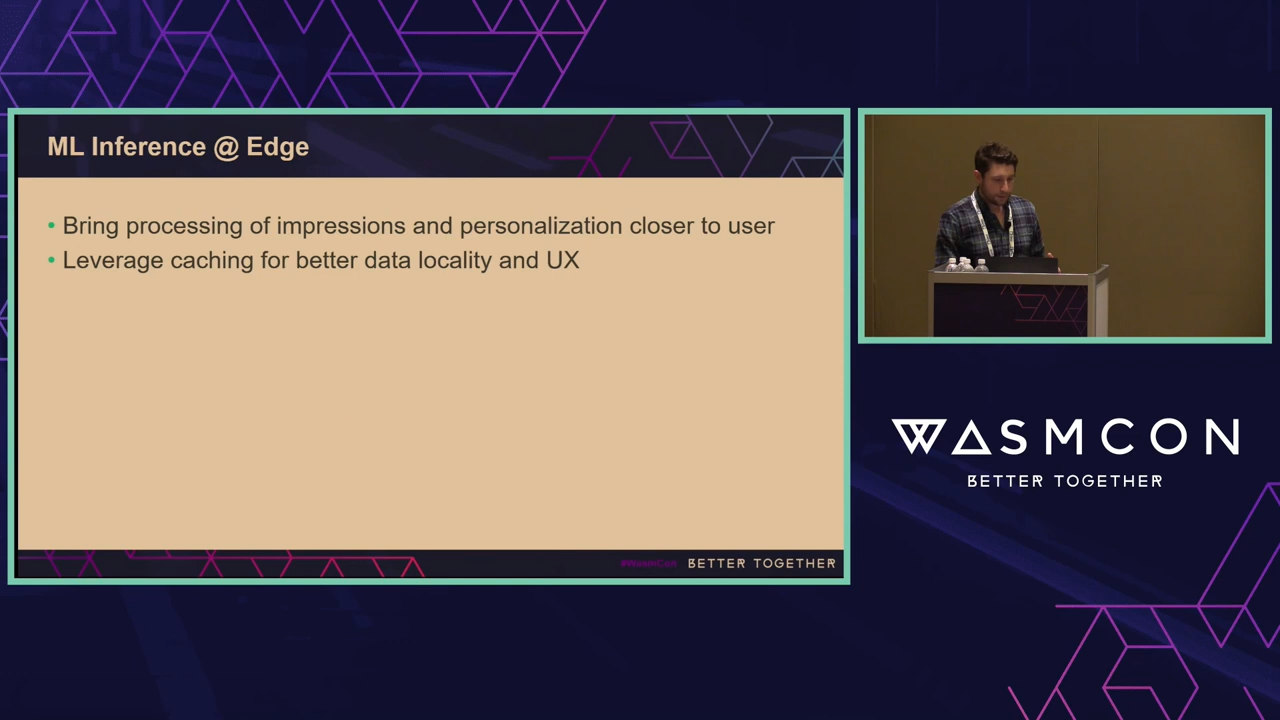 ML Inference @ Edge
• Bring processing of impressions and personalization closer to user
• Leverage caching for better data locality and UX
#WasmCon BETTER TOGETHER
WASMCON
BETTER TOGETHER